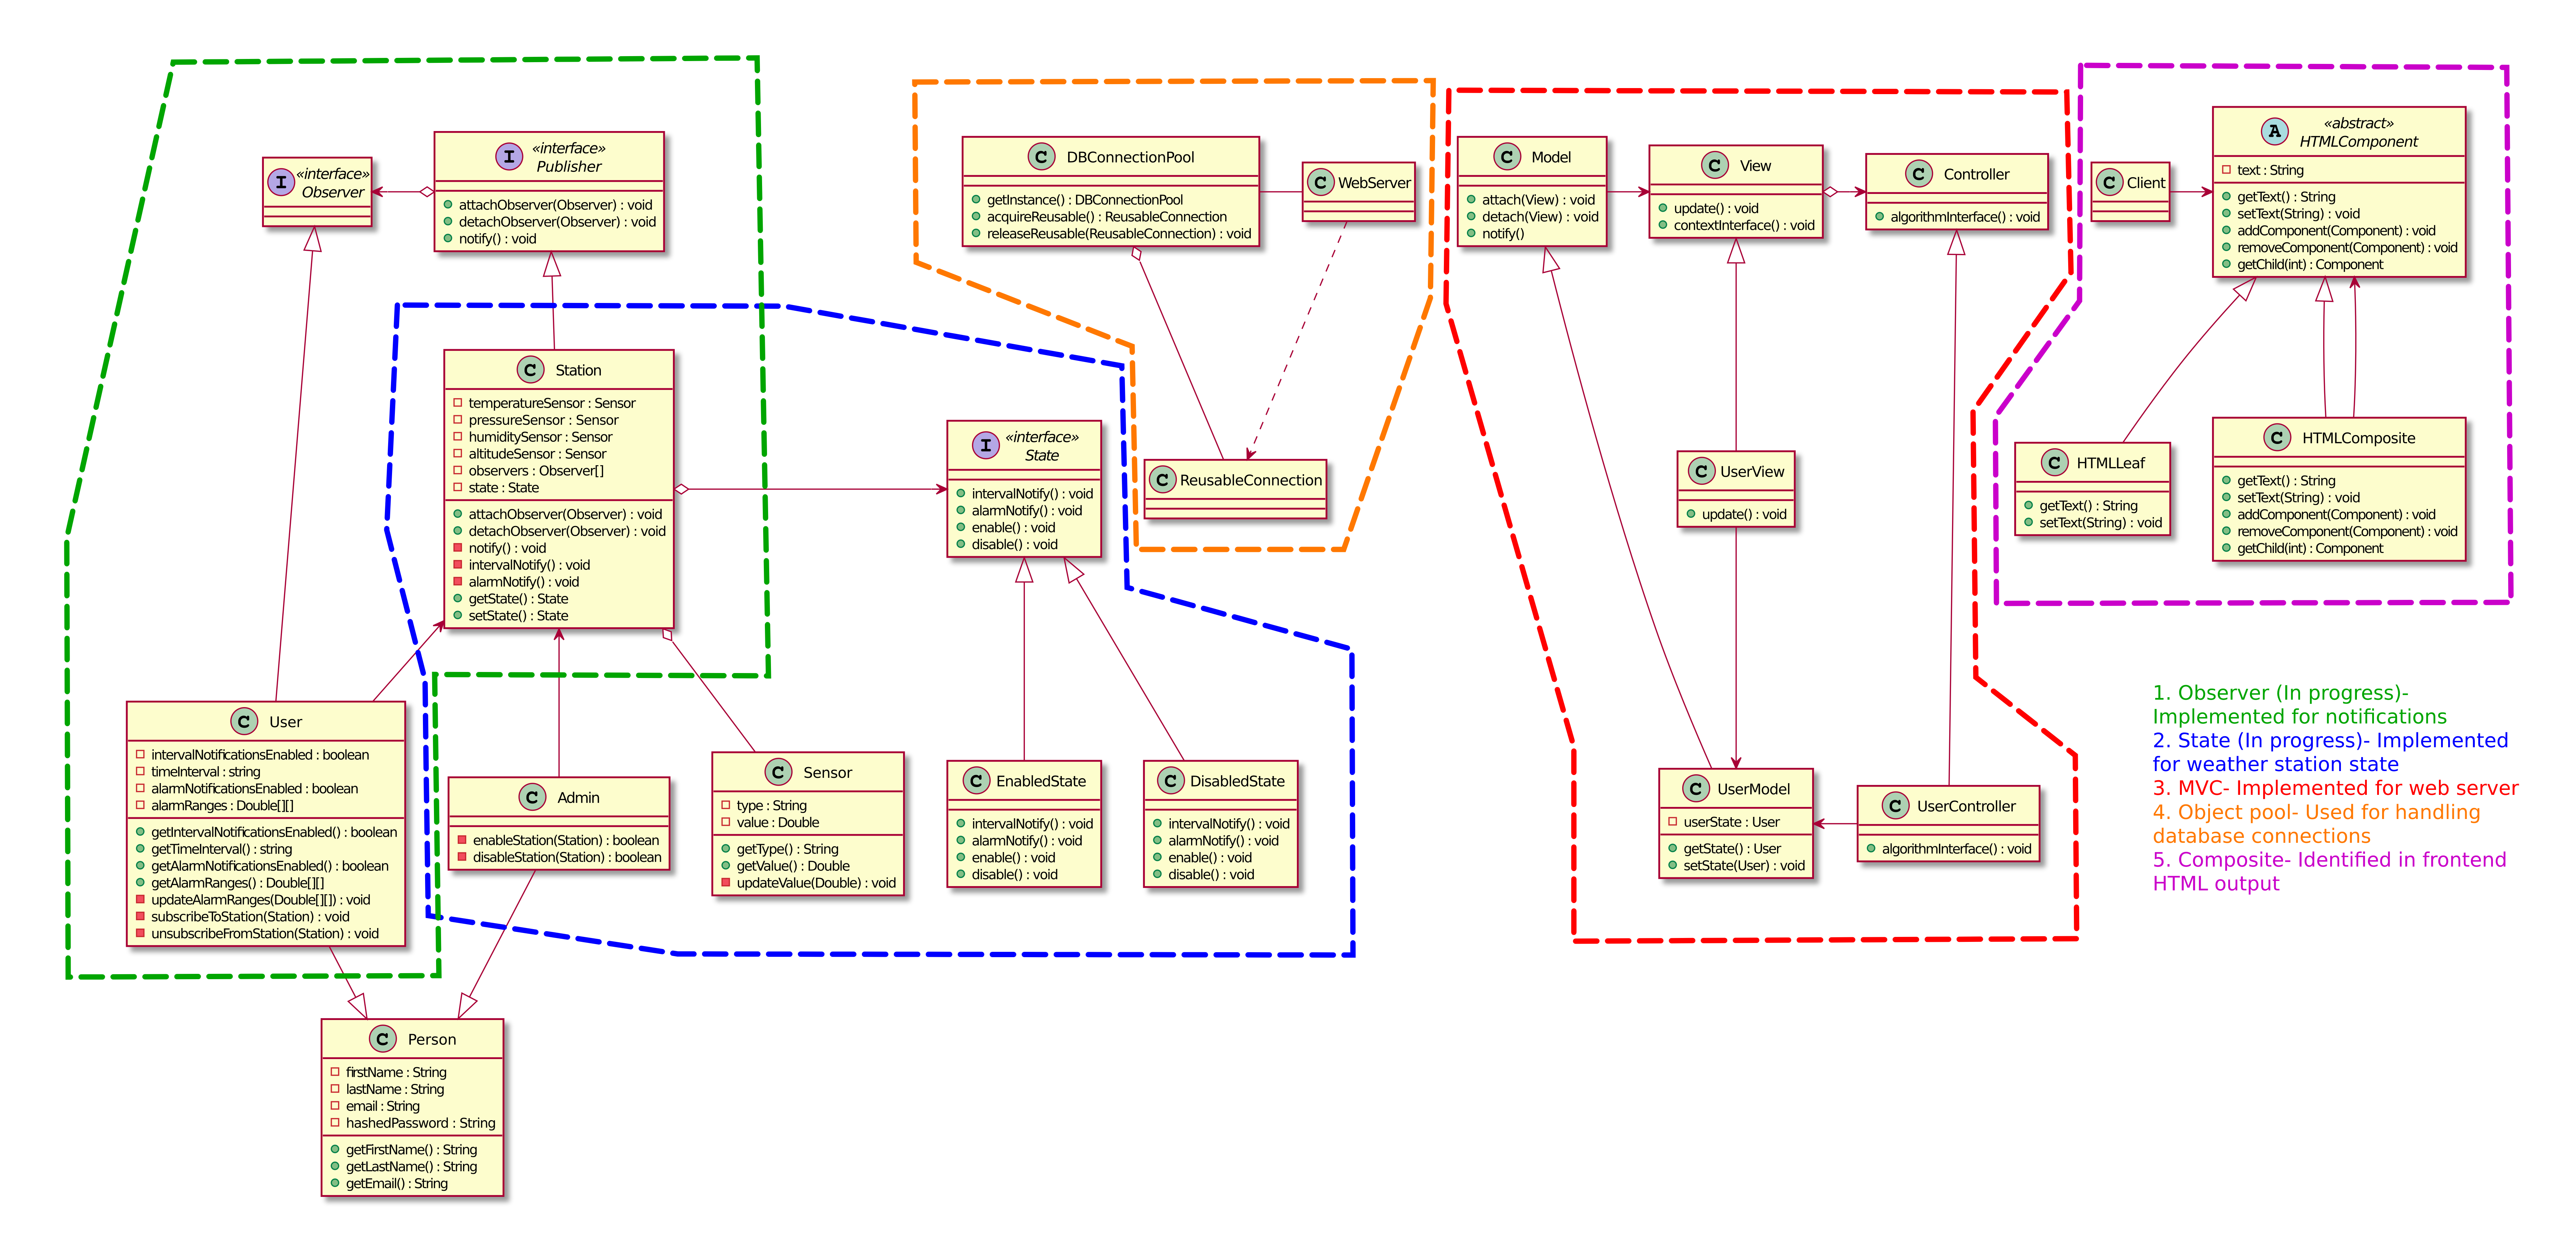 I
«interface»
Observer
I
«interface»
Publisher
attachObserver(Observer) : void
detachObserver(Observer) : void
notify() : void
C
Station
temperatureSensor : Sensor
pressureSensor : Sensor
humiditySensor : Sensor
altitudeSensor : Sensor
observers : Observer[]
state : State
attachObserver(Observer) : void
detachObserver(Observer) : void
notify() : void
intervalNotify() : void
alarmNotify() : void
getState() : State
setState() : State
C
User
intervalNotificationsEnabled : boolean
timeInterval : string
alarmNotificationsEnabled : boolean
alarmRanges : Double[][]
getIntervalNotificationsEnabled() : boolean
getTimeInterval() : string
getAlarmNotificationsEnabled() : boolean
getAlarmRanges() : Double[][]
updateAlarmRanges(Double[][]) : void
subscribeToStation(Station) : void
unsubscribeFromStation(Station) : void
C
Admin
enableStation(Station) : boolean
disableStation(Station) : boolean
C
Sensor
type : String
value : Double
getType() : String
getValue() : Double
updateValue(Double) : void
C
Person
firstName : String
lastName : String
email : String
hashedPassword : String
getFirstName() : String
getLastName() : String
getEmail() : String
I
«interface»
State
intervalNotify() : void
alarmNotify() : void
enable() : void
disable() : void
C
EnabledState
intervalNotify() : void
alarmNotify() : void
enable() : void
disable() : void
C
DisabledState
intervalNotify() : void
alarmNotify() : void
enable() : void
disable() : void
C
DBConnectionPool
getInstance() : DBConnectionPool
acquireReusable() : ReusableConnection
releaseReusable(ReusableConnection) : void
C
WebServer
C
ReusableConnection
C
Model
attach(View) : void
detach(View) : void
notify()
C
View
update() : void
contextInterface() : void
C
Controller
algorithmInterface() : void
C
UserView
update() : void
C
UserModel
userState : User
getState() : User
setState(User) : void
C
UserController
algorithmInterface() : void
C
Client
A
«abstract»
HTMLComponent
text : String
getText() : String
setText(String) : void
addComponent(Component) : void
removeComponent(Component) : void
getChild(int) : Component
C
HTMLLeaf
getText() : String
setText(String) : void
C
HTMLComposite
getText() : String
setText(String) : void
addComponent(Component) : void
removeComponent(Component) : void
getChild(int) : Component
1. Observer (In progress)-
Implemented for notifications
2. State (In progress)- Implemented
for weather station state
3. MVC- Implemented for web server
4. Object pool- Used for handling
database connections
5. Composite- Identified in frontend
HTML output